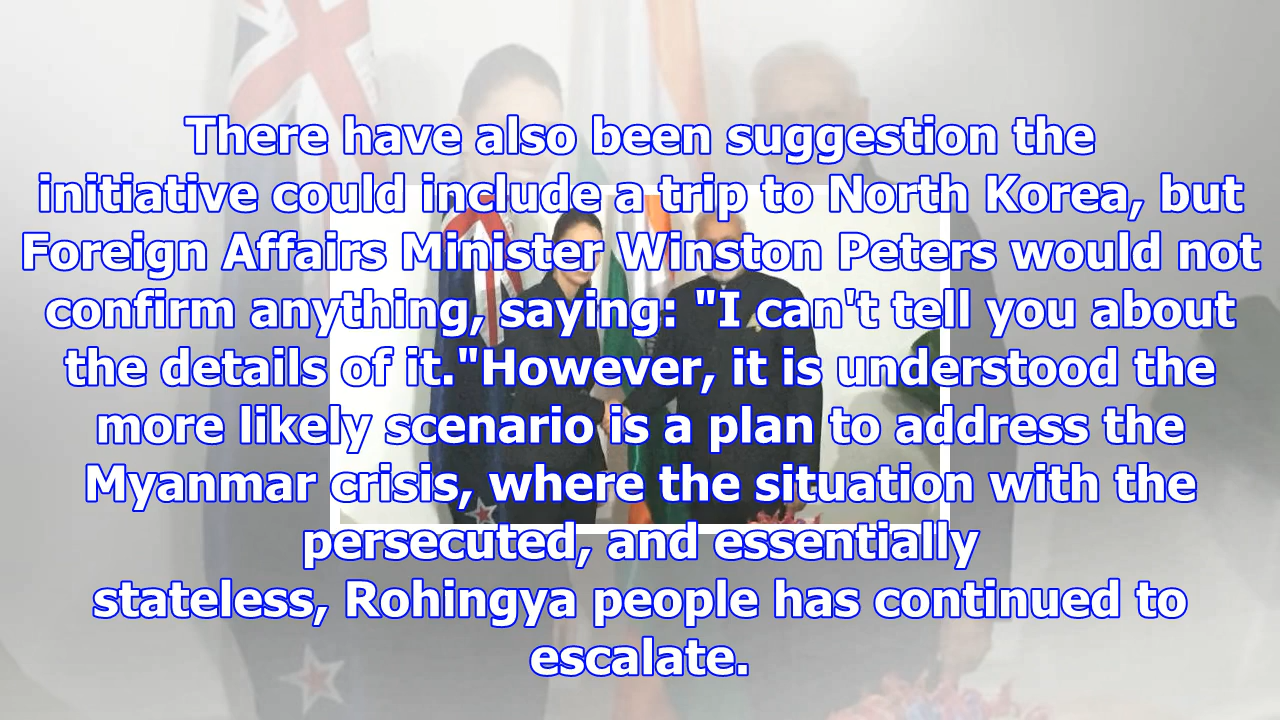 There have also been suggestion the
initiative could include a trip to North Korea, but
Foreign Affairs Minister Winston Peters would not
confirm anything, saying: "I can't tell you about
the details of it."However, it is understood the
more likely scenario is a plan to address the
Myanmar crisis, where the situation with the
persecuted, and essentially
stateless, Rohingya people has continued to
escalate.